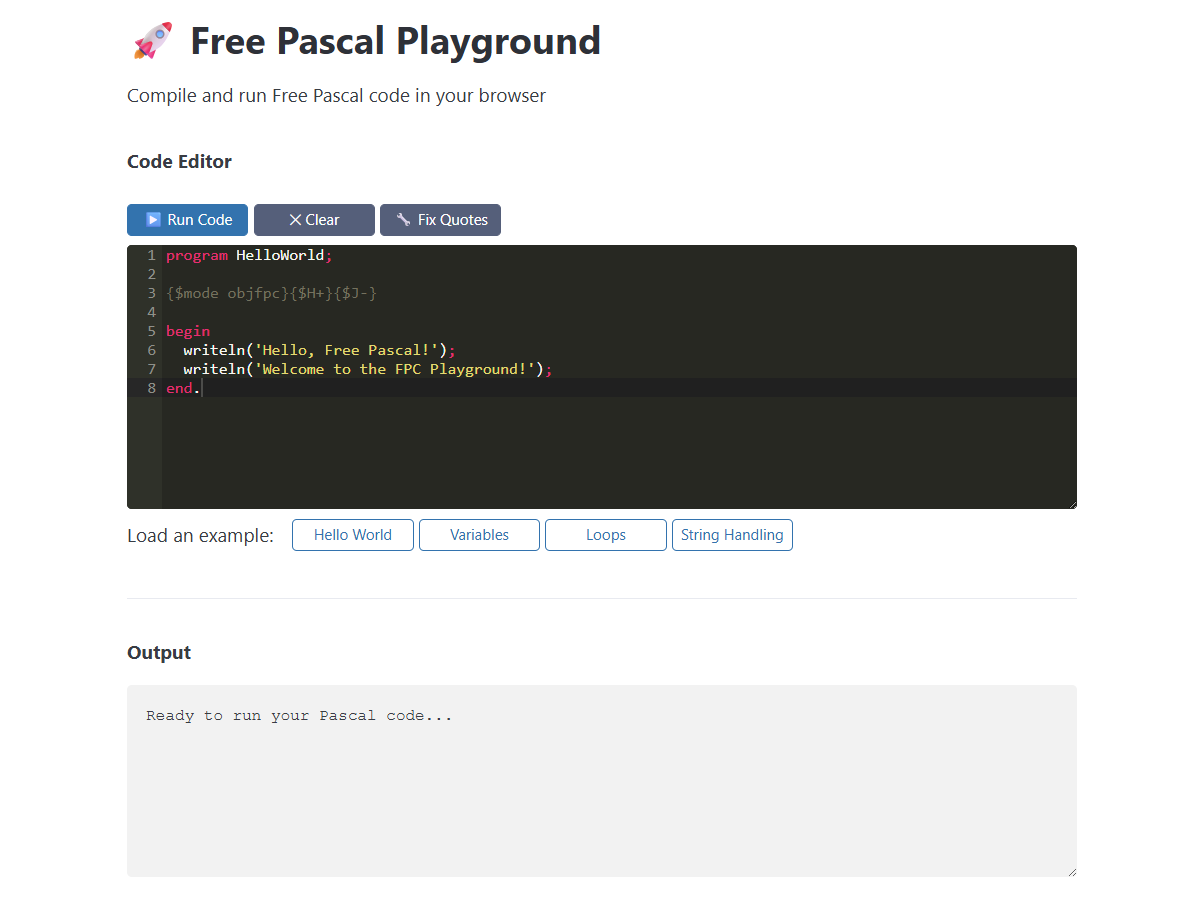 🚀 Free Pascal Playground
Compile and run Free Pascal code in your browser
Code Editor
▶️ Run Code ✕ Clear 🔧 Fix Quotes
1 program HelloWorld;
2
3 {$mode objfpc}{$H+}{$J-}
4
5 begin
6   writeln('Hello, Free Pascal!');
7   writeln('Welcome to the FPC Playground!');
8 end.
Load an example: Hello World Variables Loops String Handling
Output
Ready to run your Pascal code...